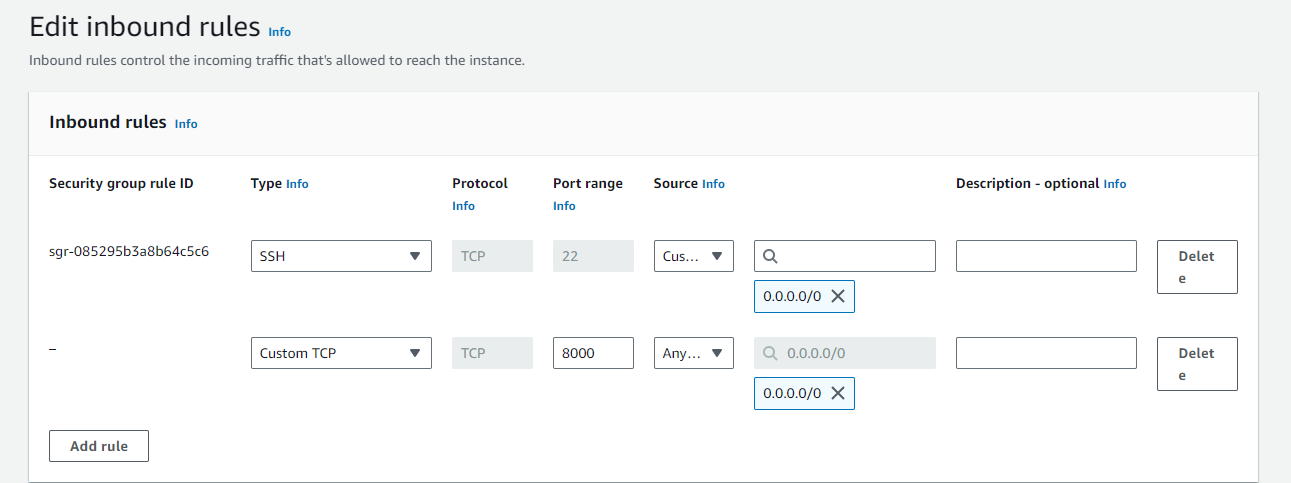 Edit inbound rules Info
Inbound rules control the incoming traffic that's allowed to reach the instance.
Inbound rules Info
Security group rule ID
Type Info
Protocol
Info
Port range
Info
Source Info
Description - optional Info
sgr-085295b3a8b64c5c6
SSH
TCP
22
Cus...
0.0.0.0/0
Delet
e
–
Custom TCP
TCP
8000
Any...
0.0.0.0/0
0.0.0.0/0
Delet
e
Add rule